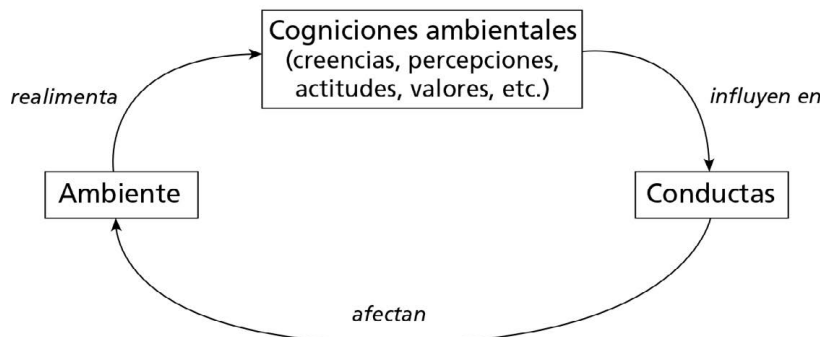 Cogniciones ambientales
(creencias, percepciones,
actitudes, valores, etc.)
realimenta
influyen en
Ambiente
Conductas
afectan